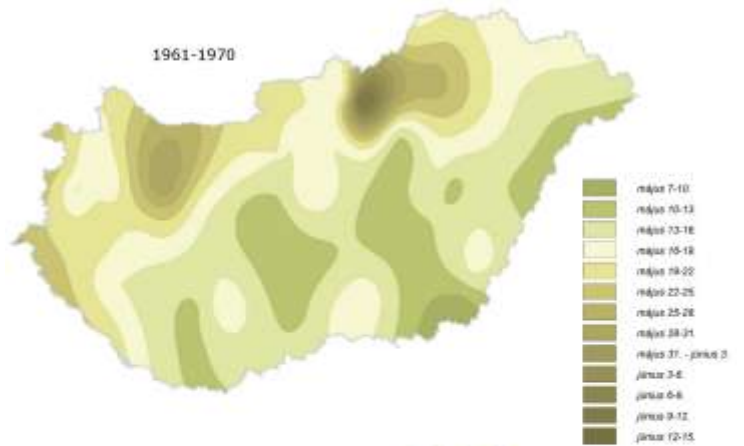 1961-1970
május 7-10.
május 10-13.
május 13-16.
május 16-19.
május 19-22.
május 22-25.
május 25-28.
május 28-31.
május 31. - június 3.
június 3-6.
június 6-9.
június 9-12.
június 12-15.